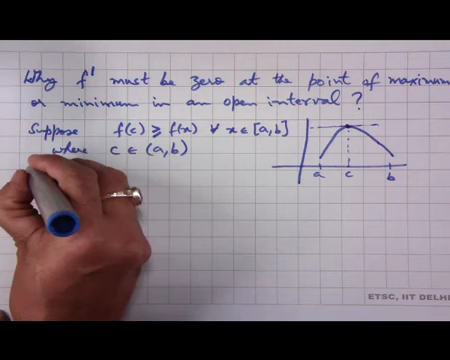 Why f' must be zero at the point of maximum
or minimum in an open interval ?
Suppose f(c) ⩾ f(x) ∀ x ∈ [a,b]
where c ∈ (a,b)
a c b
ETSC, IIT DELHI